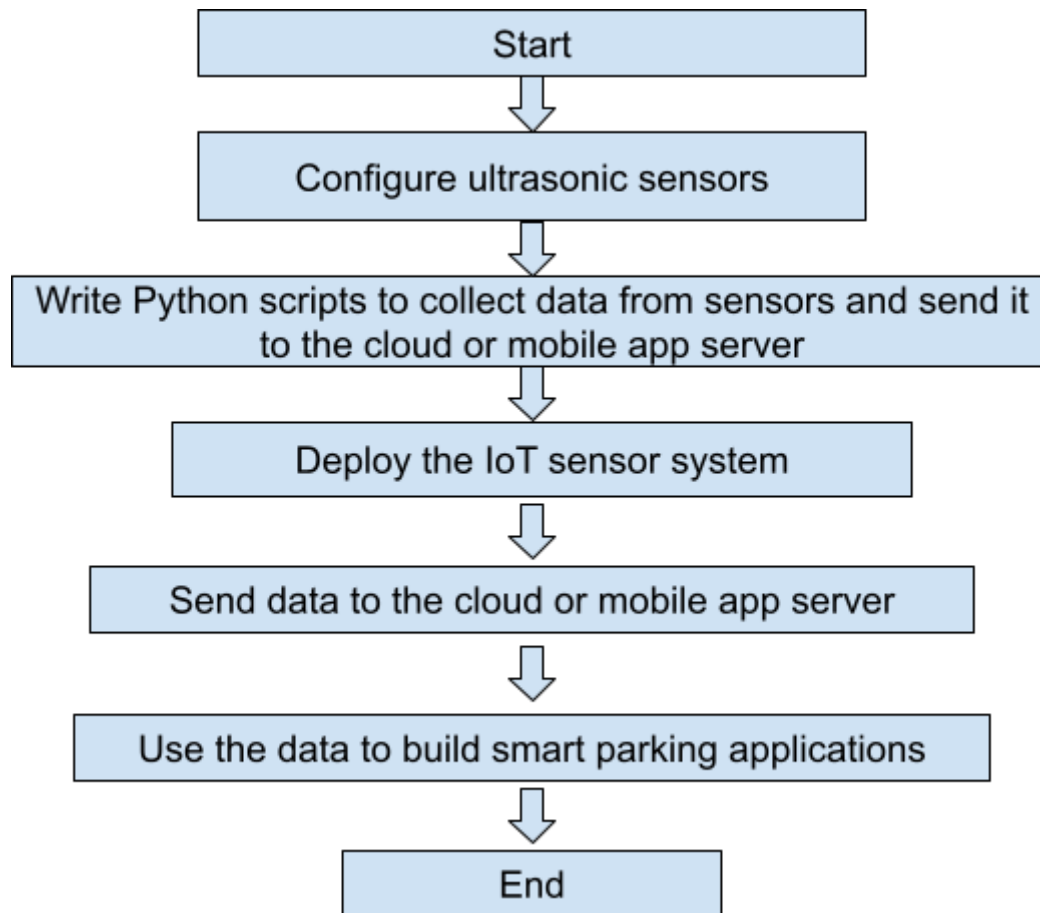 Start
Configure ultrasonic sensors
Write Python scripts to collect data from sensors and send it
to the cloud or mobile app server
Deploy the IoT sensor system
Send data to the cloud or mobile app server
Use the data to build smart parking applications
End